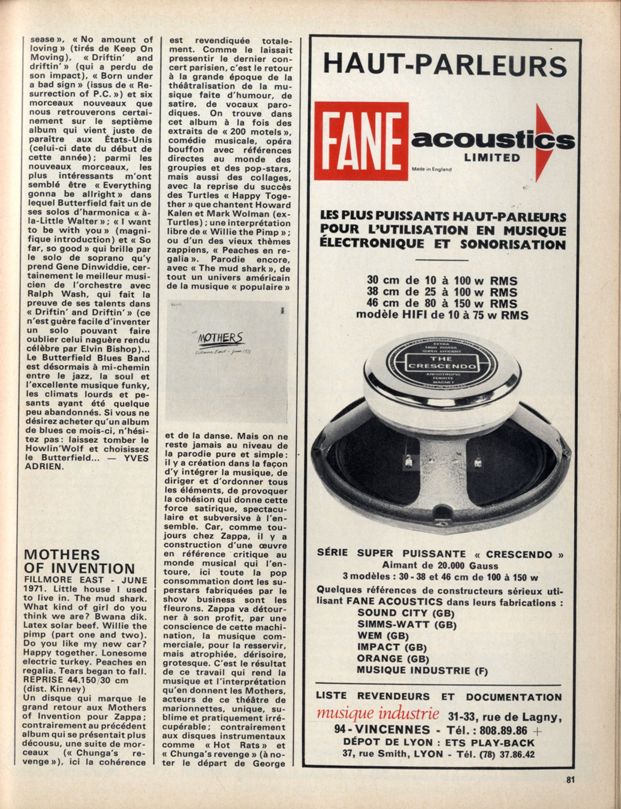 sease », « No amount of
loving » (tirés de Keep On
Moving), « Driftin' and
driftin' » (qui a perdu de
son impact), « Born under
a bad sign » (issus de « Re-
surrection of P.C. ») et six
morceaux nouveaux que
nous retrouverons certai-
nement sur le septième
album qui vient juste de
paraitre aux États-Unis
(celui-ci date du début de
cette année) ; parmi les
nouveaux morceaux, les
plus intéressants m'ont
semblé être « Everything
gonna be allright » dans
lequel Butterfield fait un de
ses solos d'harmonica « à-
la-Little Walter » ; « I want
to be with you » (magni-
fique introduction) et « So
far, so good » qui brille par
le solo de soprano qu'y
prend Gene Dinwiddie, cer-
tainement le meilleur musi-
cien de l'orchestre avec
Ralph Wash, qui fait la
preuve de ses talents dans
« Driftin' and Driftin' » (ce
n'est guère facile d'inventer
un solo pouvant faire
oublier celui naguère rendu
célèbre par Elvin Bishop)...
Le Butterfield Blues Band
est désormais à mi-chemin
entre le jazz, la soul et
l'excellente musique funky,
les climats lourds et pe-
sants ayant été quelque
peu abandonnés. Si vous ne
désirez acheter qu'un album
de blues ce mois-ci, n'hési-
tez pas : laissez tomber le
Howlin'Wolf et choisissez
le Butterfield... — YVES
ADRIEN.
MOTHERS
OF INVENTION
FILLMORE EAST - JUNE
1971. Little house I used
to live in. The mud shark.
What kind of girl do you
think we are ? Bwana dik.
Latex solar beef. Willie the
pimp (part one and two).
Do you like my new car ?
Happy together. Lonesome
electric turkey. Peaches en
regalia. Tears began to fall.
REPRISE 44.150 30 cm
(dist. Kinney)
Un disque qui marque le
grand retour aux Mothers
of Invention pour Zappa ;
contrairement au précédent
album qui se présentait plus
décousu, une suite de mor-
ceaux (« Chunga's re-
venge »), ici la cohérence
est revendiquée totale-
ment. Comme le laissait
pressentir le dernier con-
cert parisien, c'est le retour
à la grande époque de la
théâtralisation de la mu-
sique faite d'humour, de
satire, de vocaux paro-
diques. On trouve dans
cet album à la fois des
extraits de « 200 motels »,
comédie musicale, opéra
bouffon avec références
directes au monde des
groupies et des pop-stars,
mais aussi des collages,
avec la reprise du succès
des Turtles « Happy Toge-
ther » que chantent Howard
Kalen et Mark Wolman (ex-
Turtles) ; une interprétation
libre de « Willie the Pimp » ;
ou d'un des vieux thèmes
zappiens, « Peaches en re-
galia ». Parodie encore,
avec « The mud shark », de
tout un univers américain
de la musique « populaire »
MOTHERS
Fillmore East - June 1971
et de la danse. Mais on ne
reste jamais au niveau de
la parodie pure et simple :
il y a création dans la façon
d'y intégrer la musique, de
diriger et d'ordonner tous
les éléments, de provoquer
la cohésion qui donne cette
force satirique, spectacu-
laire et subversive à l'en-
semble. Car, comme tou-
jours chez Zappa, il y a
construction d'une œuvre
en référence critique au
monde musical qui l'en-
toure, ici toute la pop
consommation dont les su-
perstars fabriquées par le
show business sont les
fleurons. Zappa va détour-
ner à son profit, par une
conscience de cette machi-
nation, la musique com-
merciale, pour la resservir,
mais atrophiée, dérisoire,
grotesque. C'est le résultat
de ce travail qui rend la
musique et l'interprétation
qu'en donnent les Mothers,
acteurs de ce théâtre de
marionnettes, unique, su-
blime et pratiquement irré-
cupérable ; contrairement
aux disques instrumentaux
comme « Hot Rats » et
« Chunga's revenge » (à no-
ter le départ de George
HAUT-PARLEURS
FANE acoustics
LIMITED
Made in England
LES PLUS PUISSANTS HAUT-PARLEURS
POUR L'UTILISATION EN MUSIQUE
ÉLECTRONIQUE ET SONORISATION
30 cm de 10 à 100 w RMS
38 cm de 25 à 100 w RMS
46 cm de 80 à 150 w RMS
modèle HIFI de 10 à 75 w RMS
EXTRA
HIGH POWER
SUPER EFFICIENT
THE
CRESCENDO
ANISOTROPIC
FERRITE
MAGNET
SÉRIE SUPER PUISSANTE « CRESCENDO »
Aimant de 20.000 Gauss
3 modèles : 30 - 38 et 46 cm de 100 à 150 w
Quelques références de constructeurs sérieux uti-
lisant FANE ACOUSTICS dans leurs fabrications :
SOUND CITY (GB)
SIMMS-WATT (GB)
WEM (GB)
IMPACT (GB)
ORANGE (GB)
MUSIQUE INDUSTRIE (F)
LISTE REVENDEURS ET DOCUMENTATION
musique industrie 31-33, rue de Lagny,
94 - VINCENNES - Tél. : 808.89.86 +
DÉPOT DE LYON : ETS PLAY-BACK
37, rue Smith, LYON - Tél. (78) 37.86.42
81